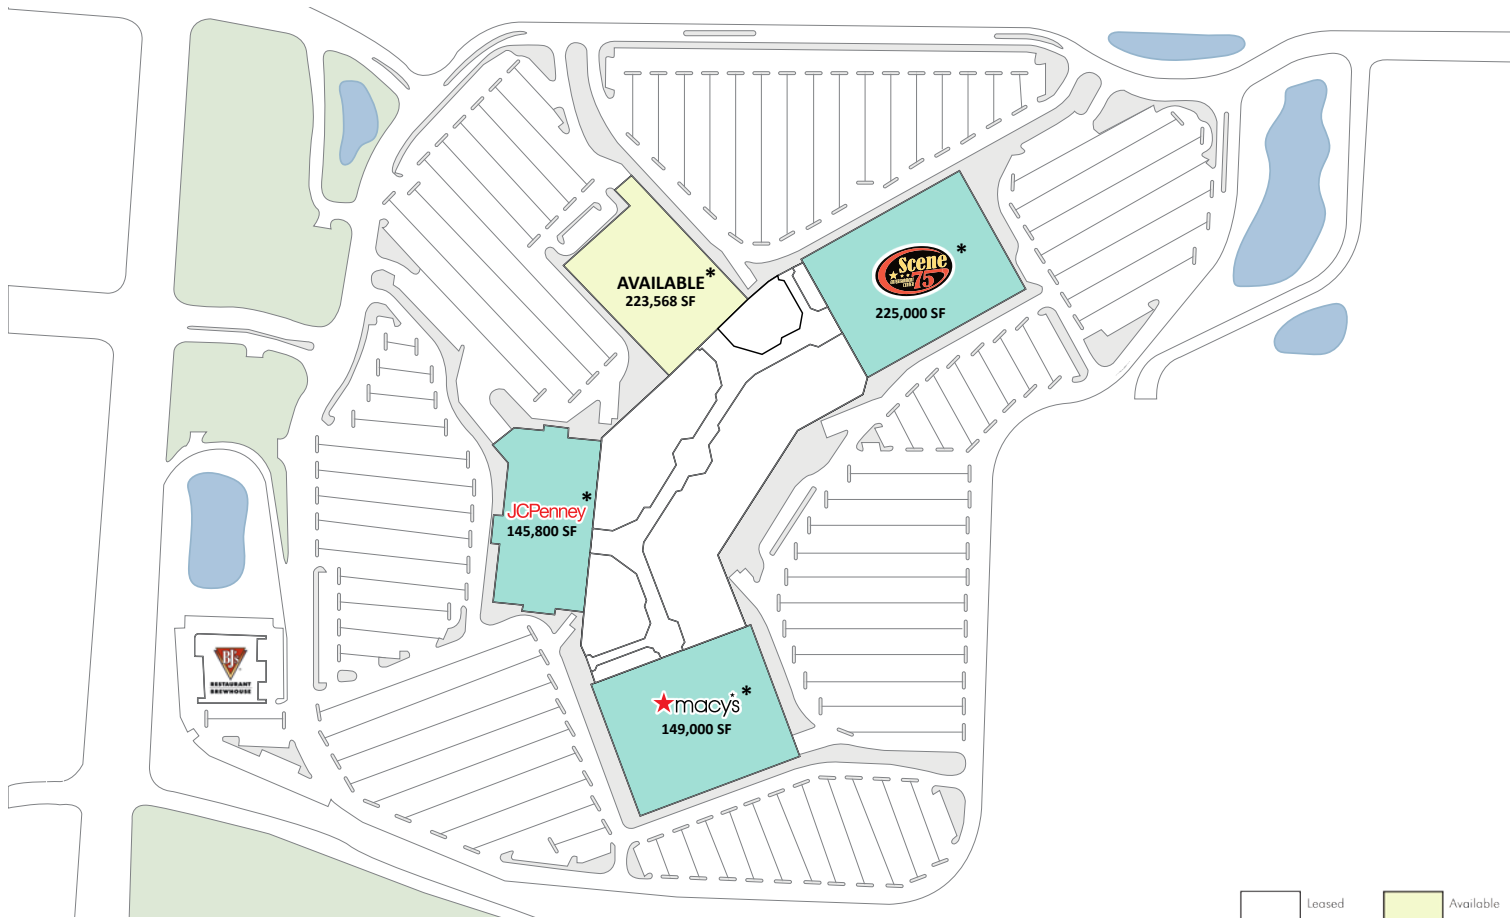 AVAILABLE*
223,568 SF
Scene
75
225,000 SF
*
JCPenney
*
145,800 SF
BJ's
RESTAURANT
BREWHOUSE
macy's
*
149,000 SF
Leased
Available